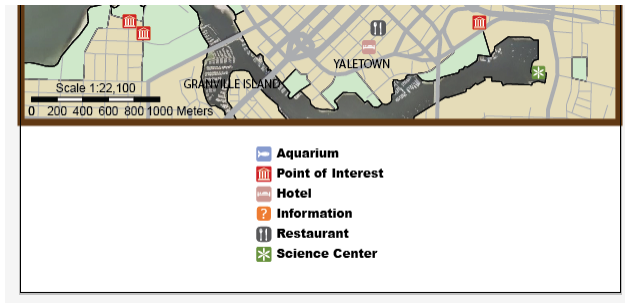 YALETOWN
GRANVILLE ISLAND
Scale 1:22,100
0 200 400 600 800 1000 Meters
Aquarium
Point of Interest
Hotel
Information
Restaurant
Science Center